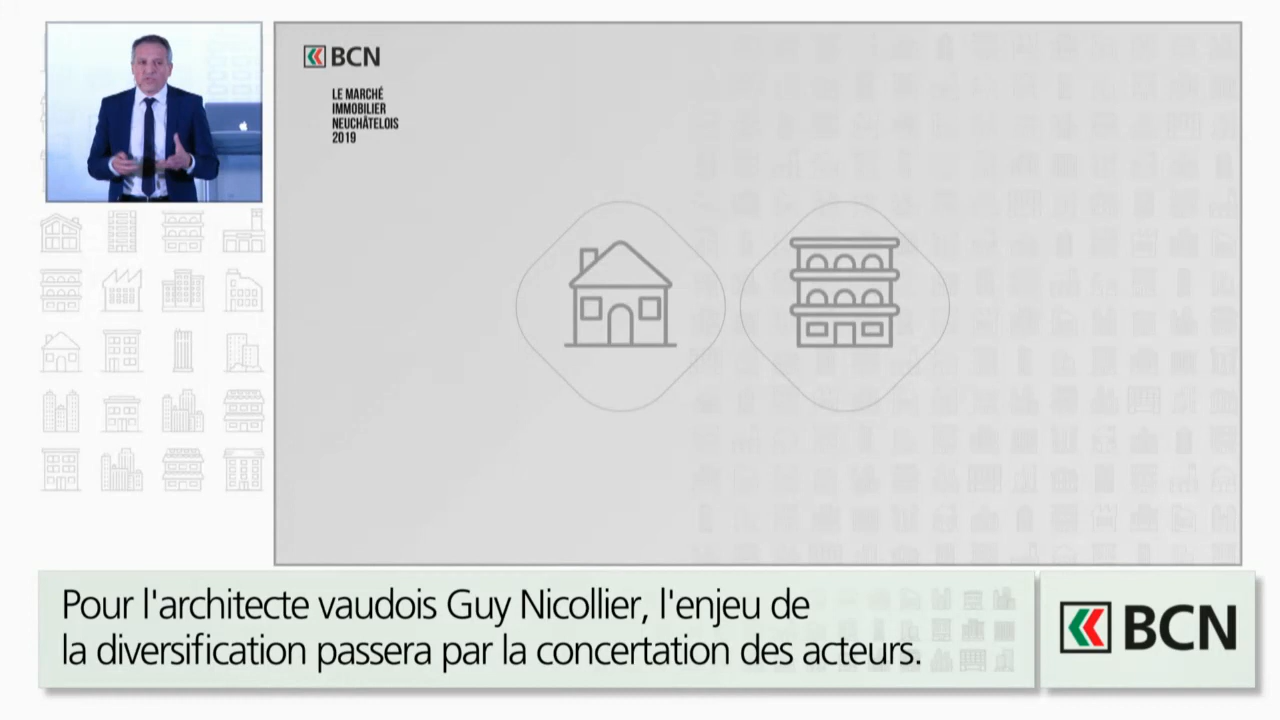 BCN
LE MARCHÉ
IMMOBILIER
NEUCHÂTELOIS
2019
Pour l'architecte vaudois Guy Nicollier, l'enjeu de
la diversification passera par la concertation des acteurs.
BCN